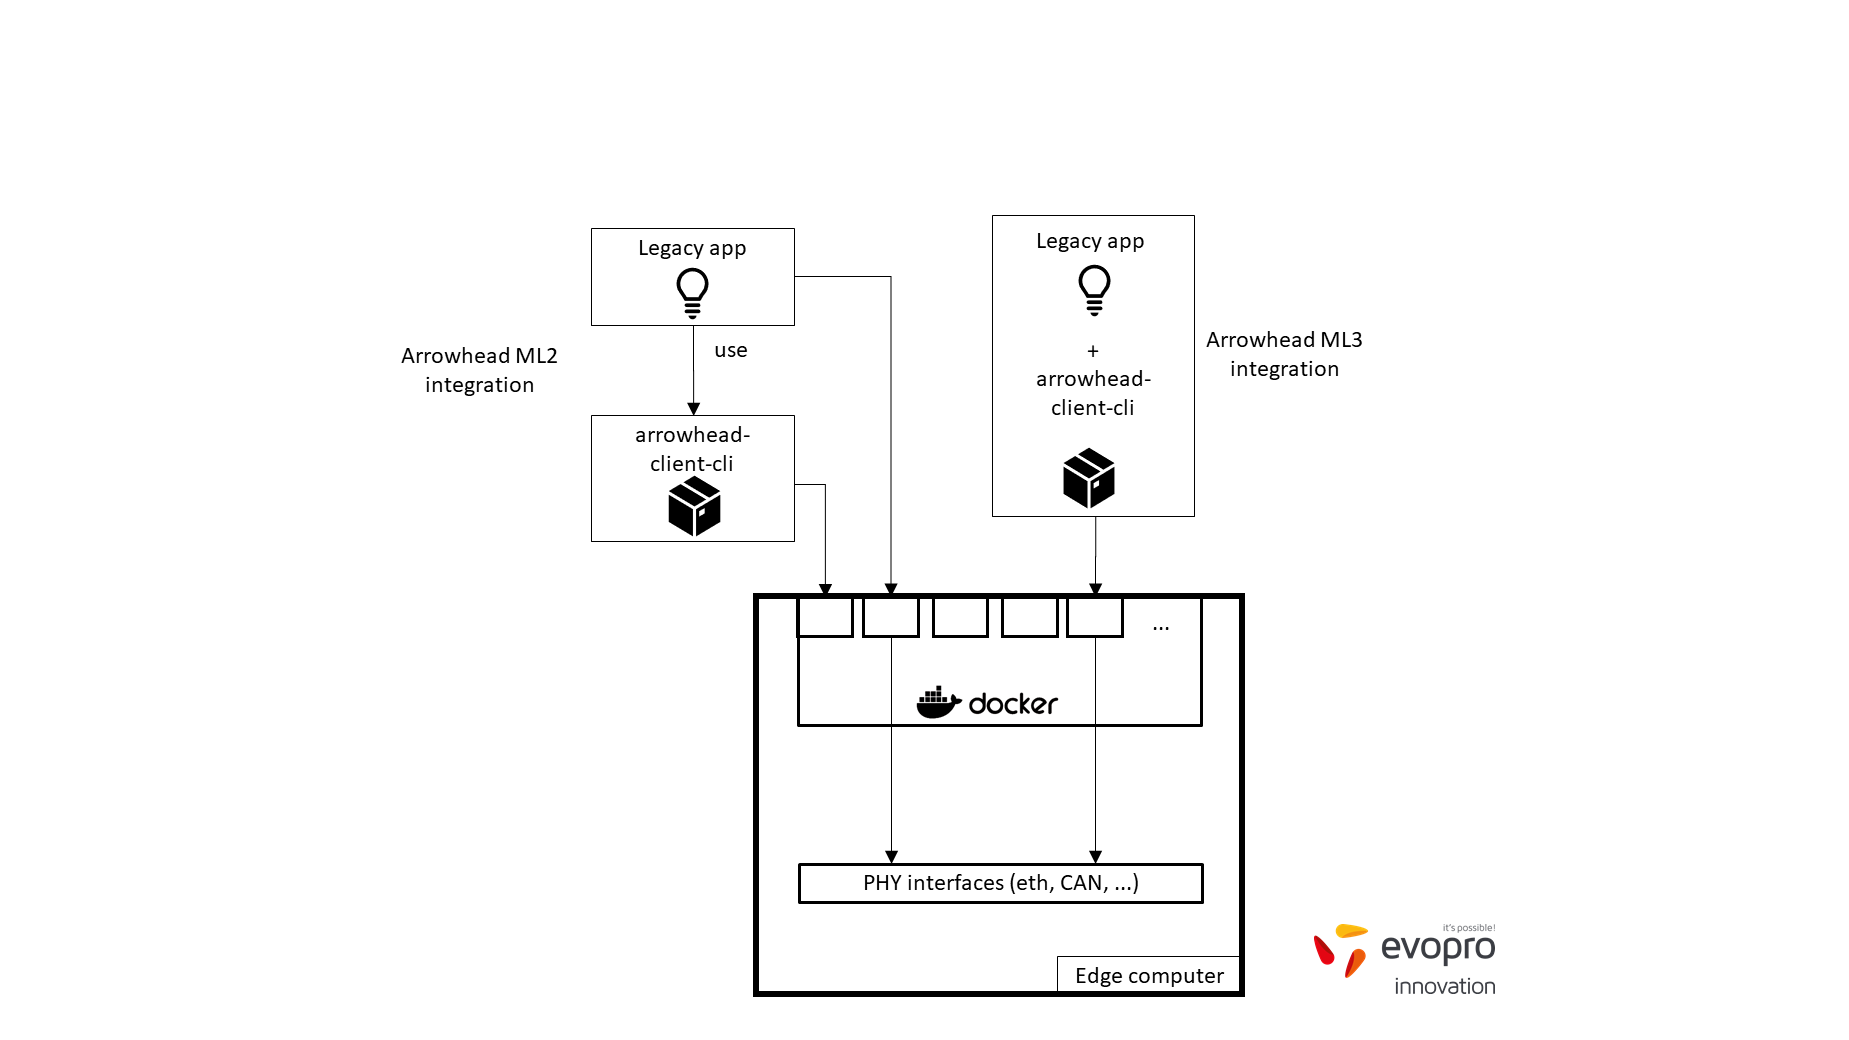 Legacy app
use
Arrowhead ML2
integration
arrowhead-
client-cli
Legacy app
+
arrowhead-
client-cli
Arrowhead ML3
integration
...
docker
PHY interfaces (eth, CAN, ...)
Edge computer
it's possible!
evopro
innovation